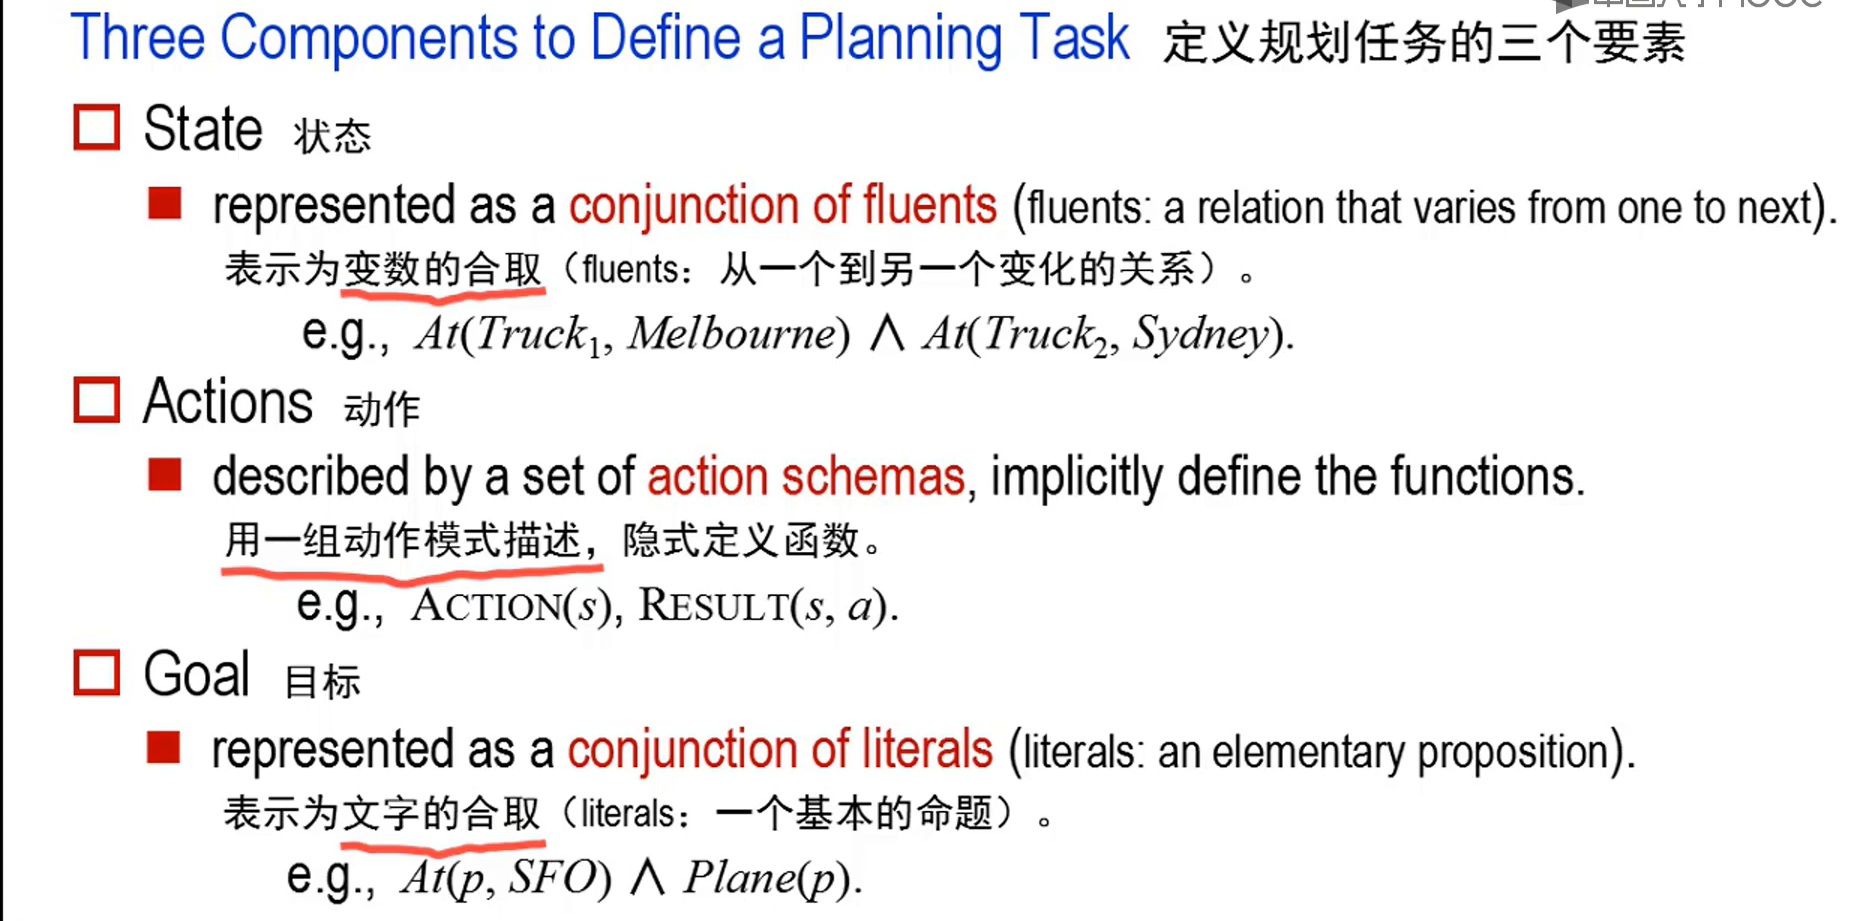 Three Components to Define a Planning Task 定义规划任务的三个要素
State 状态
represented as a conjunction of fluents (fluents: a relation that varies from one to next).
表示为变数的合取（fluents：从一个到另一个变化的关系）。
e.g., At(Truck₁, Melbourne) ∧ At(Truck₂, Sydney).
Actions 动作
described by a set of action schemas, implicitly define the functions.
用一组动作模式描述，隐式定义函数。
e.g., ACTION(s), RESULT(s, a).
Goal 目标
represented as a conjunction of literals (literals: an elementary proposition).
表示为文字的合取（literals：一个基本的命题）。
e.g., At(p, SFO) ∧ Plane(p).